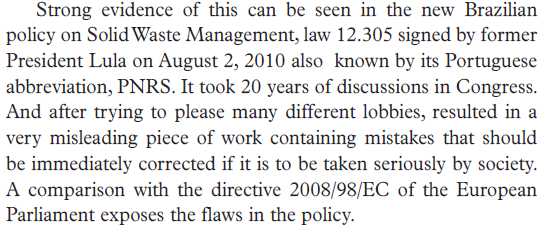 Strong evidence of this can be seen in the new Brazilian
policy on Solid Waste Management, law 12.305 signed by former
President Lula on August 2, 2010 also known by its Portuguese
abbreviation, PNRS. It took 20 years of discussions in Congress.
And after trying to please many different lobbies, resulted in a
very misleading piece of work containing mistakes that should
be immediately corrected if it is to be taken seriously by society.
A comparison with the directive 2008/98/EC of the European
Parliament exposes the flaws in the policy.